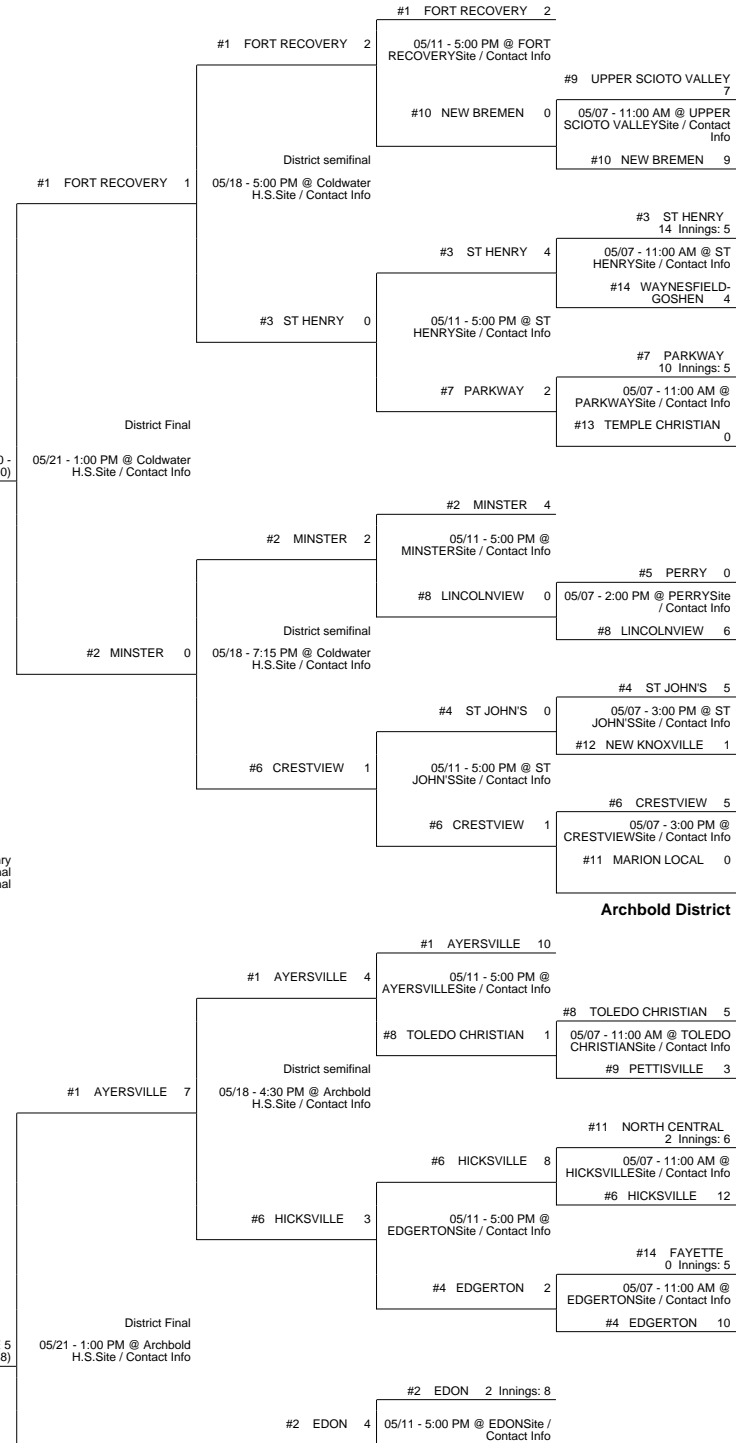 #1 FORT RECOVERY 2
#1 FORT RECOVERY 2
05/11 - 5:00 PM @ FORT
RECOVERYSite / Contact Info
#9 UPPER SCIOTO VALLEY
7
#10 NEW BREMEN 0
05/07 - 11:00 AM @ UPPER
SCIOTO VALLEYSite / Contact
Info
District semifinal
#10 NEW BREMEN 9
#1 FORT RECOVERY 1
05/18 - 5:00 PM @ Coldwater
H.S.Site / Contact Info
#3 ST HENRY
14 Innings: 5
#3 ST HENRY 4
05/07 - 11:00 AM @ ST
HENRYSite / Contact Info
#14 WAYNESFIELD-
GOSHEN 4
#3 ST HENRY 0
05/11 - 5:00 PM @ ST
HENRYSite / Contact Info
#7 PARKWAY
10 Innings: 5
#7 PARKWAY 2
05/07 - 11:00 AM @
PARKWAYSite / Contact Info
#13 TEMPLE CHRISTIAN
0
District Final
0 -
0)
05/21 - 1:00 PM @ Coldwater
H.S.Site / Contact Info
#2 MINSTER 4
#2 MINSTER 2
05/11 - 5:00 PM @
MINSTERSite / Contact Info
#5 PERRY 0
#8 LINCOLNVIEW 0
05/07 - 2:00 PM @ PERRYSite
/ Contact Info
District semifinal
#8 LINCOLNVIEW 6
#2 MINSTER 0
05/18 - 7:15 PM @ Coldwater
H.S.Site / Contact Info
#4 ST JOHN'S 5
#4 ST JOHN'S 0
05/07 - 3:00 PM @ ST
JOHN'SSite / Contact Info
#12 NEW KNOXVILLE 1
#6 CRESTVIEW 1
05/11 - 5:00 PM @ ST
JOHN'SSite / Contact Info
#6 CRESTVIEW 5
#6 CRESTVIEW 1
05/07 - 3:00 PM @
CRESTVIEWSite / Contact Info
#11 MARION LOCAL 0
ry
nal
nal
Archbold District
#1 AYERSVILLE 10
#1 AYERSVILLE 4
05/11 - 5:00 PM @
AYERSVILLESite / Contact Info
#8 TOLEDO CHRISTIAN 5
#8 TOLEDO CHRISTIAN 1
05/07 - 11:00 AM @ TOLEDO
CHRISTIANSite / Contact Info
District semifinal
#9 PETTISVILLE 3
#1 AYERSVILLE 7
05/18 - 4:30 PM @ Archbold
H.S.Site / Contact Info
#11 NORTH CENTRAL
2 Innings: 6
#6 HICKSVILLE 8
05/07 - 11:00 AM @
HICKSVILLESite / Contact Info
#6 HICKSVILLE 12
#6 HICKSVILLE 3
05/11 - 5:00 PM @
EDGERTONSite / Contact Info
#14 FAYETTE
0 Innings: 5
#4 EDGERTON 2
05/07 - 11:00 AM @
EDGERTONSite / Contact Info
#4 EDGERTON 10
District Final
5
8)
05/21 - 1:00 PM @ Archbold
H.S.Site / Contact Info
#2 EDON 2 Innings: 8
#2 EDON 4
05/11 - 5:00 PM @ EDONSite /
Contact Info